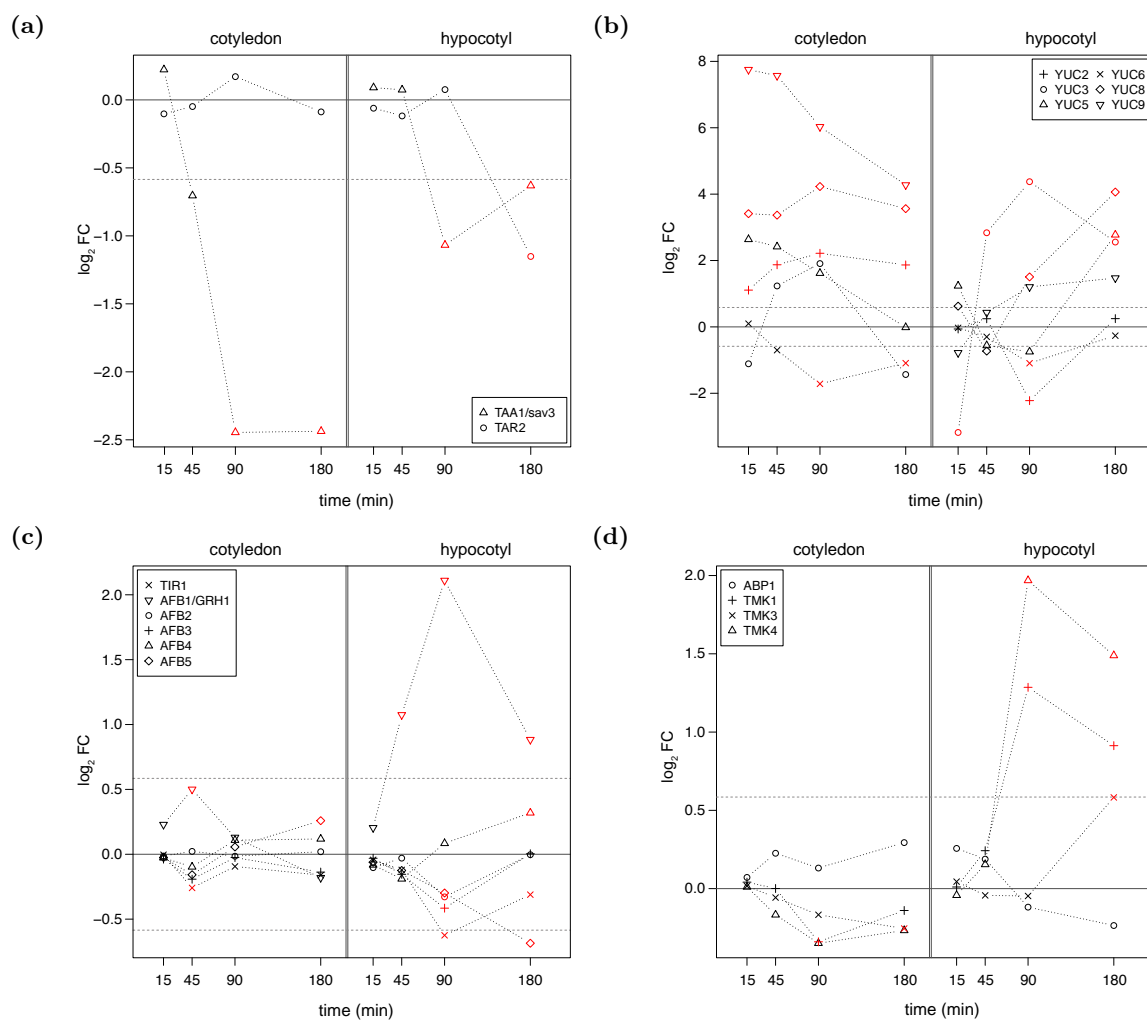 (a)
cotyledon hypocotyl
0.0
−0.5
−1.0
−1.5
−2.0
−2.5
log2 FC
TAA1/sav3
TAR2
15 45 90 180 15 45 90 180
time (min)
(b)
cotyledon hypocotyl
8
6
4
2
0
−2
log2 FC
YUC2 YUC6
YUC3 YUC8
YUC5 YUC9
15 45 90 180 15 45 90 180
time (min)
(c)
cotyledon hypocotyl
TIR1
AFB1/GRH1
AFB2
AFB3
AFB4
AFB5
2.0
1.5
1.0
0.5
0.0
−0.5
log2 FC
15 45 90 180 15 45 90 180
time (min)
(d)
cotyledon hypocotyl
ABP1
TMK1
TMK3
TMK4
2.0
1.5
1.0
0.5
0.0
log2 FC
15 45 90 180 15 45 90 180
time (min)